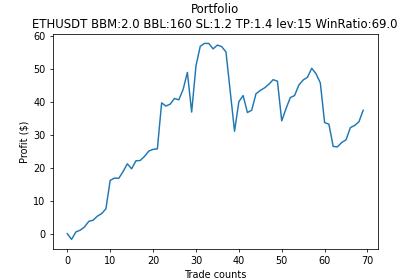 Portfolio
ETHUSDT BBM:2.0 BBL:160 SL:1.2 TP:1.4 lev:15 WinRatio:69.0
60
50
40
30
20
10
0
Profit ($)
0 10 20 30 40 50 60 70
Trade counts